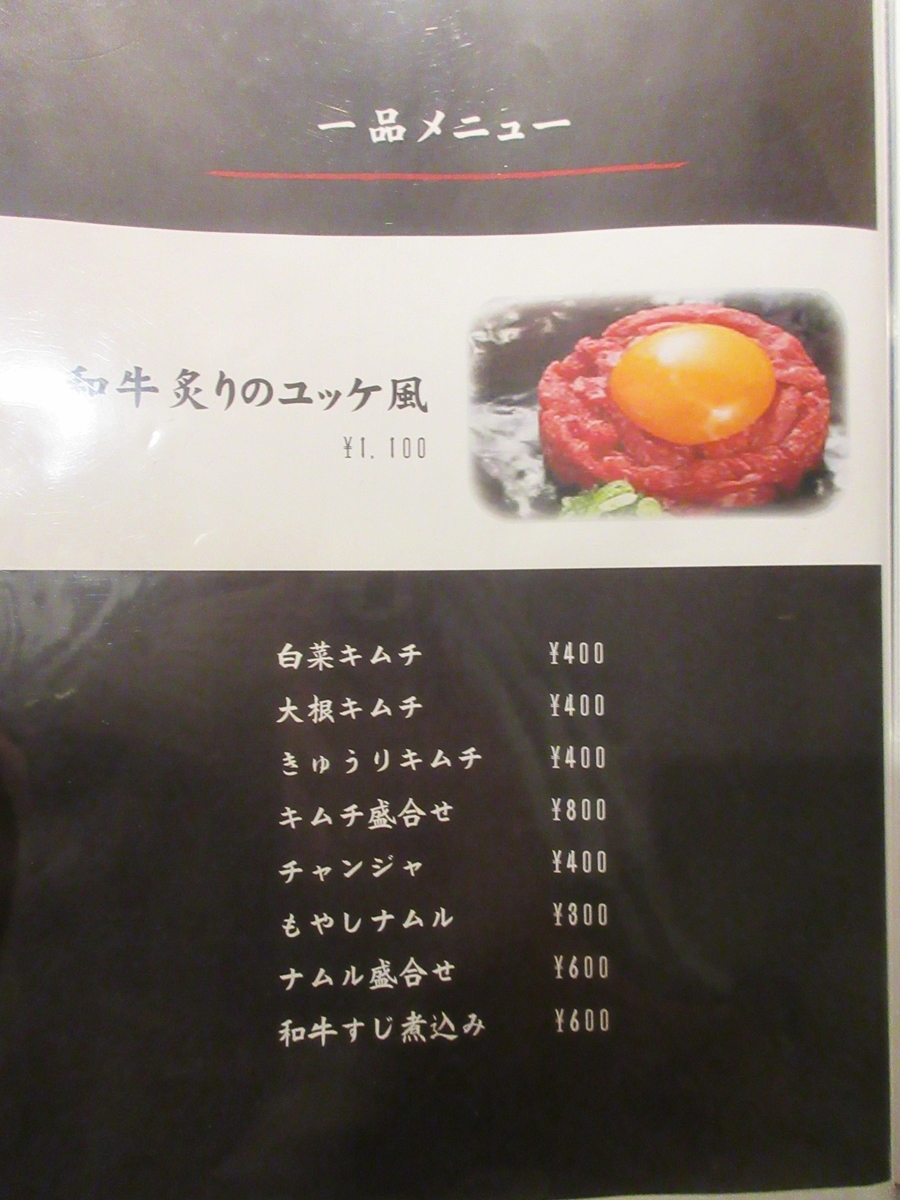 一品メニュー
和牛炙りのユッケ風
¥1,100
白菜キムチ ¥400
大根キムチ ¥400
きゅうりキムチ ¥400
キムチ盛合せ ¥800
チャンジャ ¥400
もやしナムル ¥300
ナムル盛合せ ¥600
和牛すじ煮込み ¥600